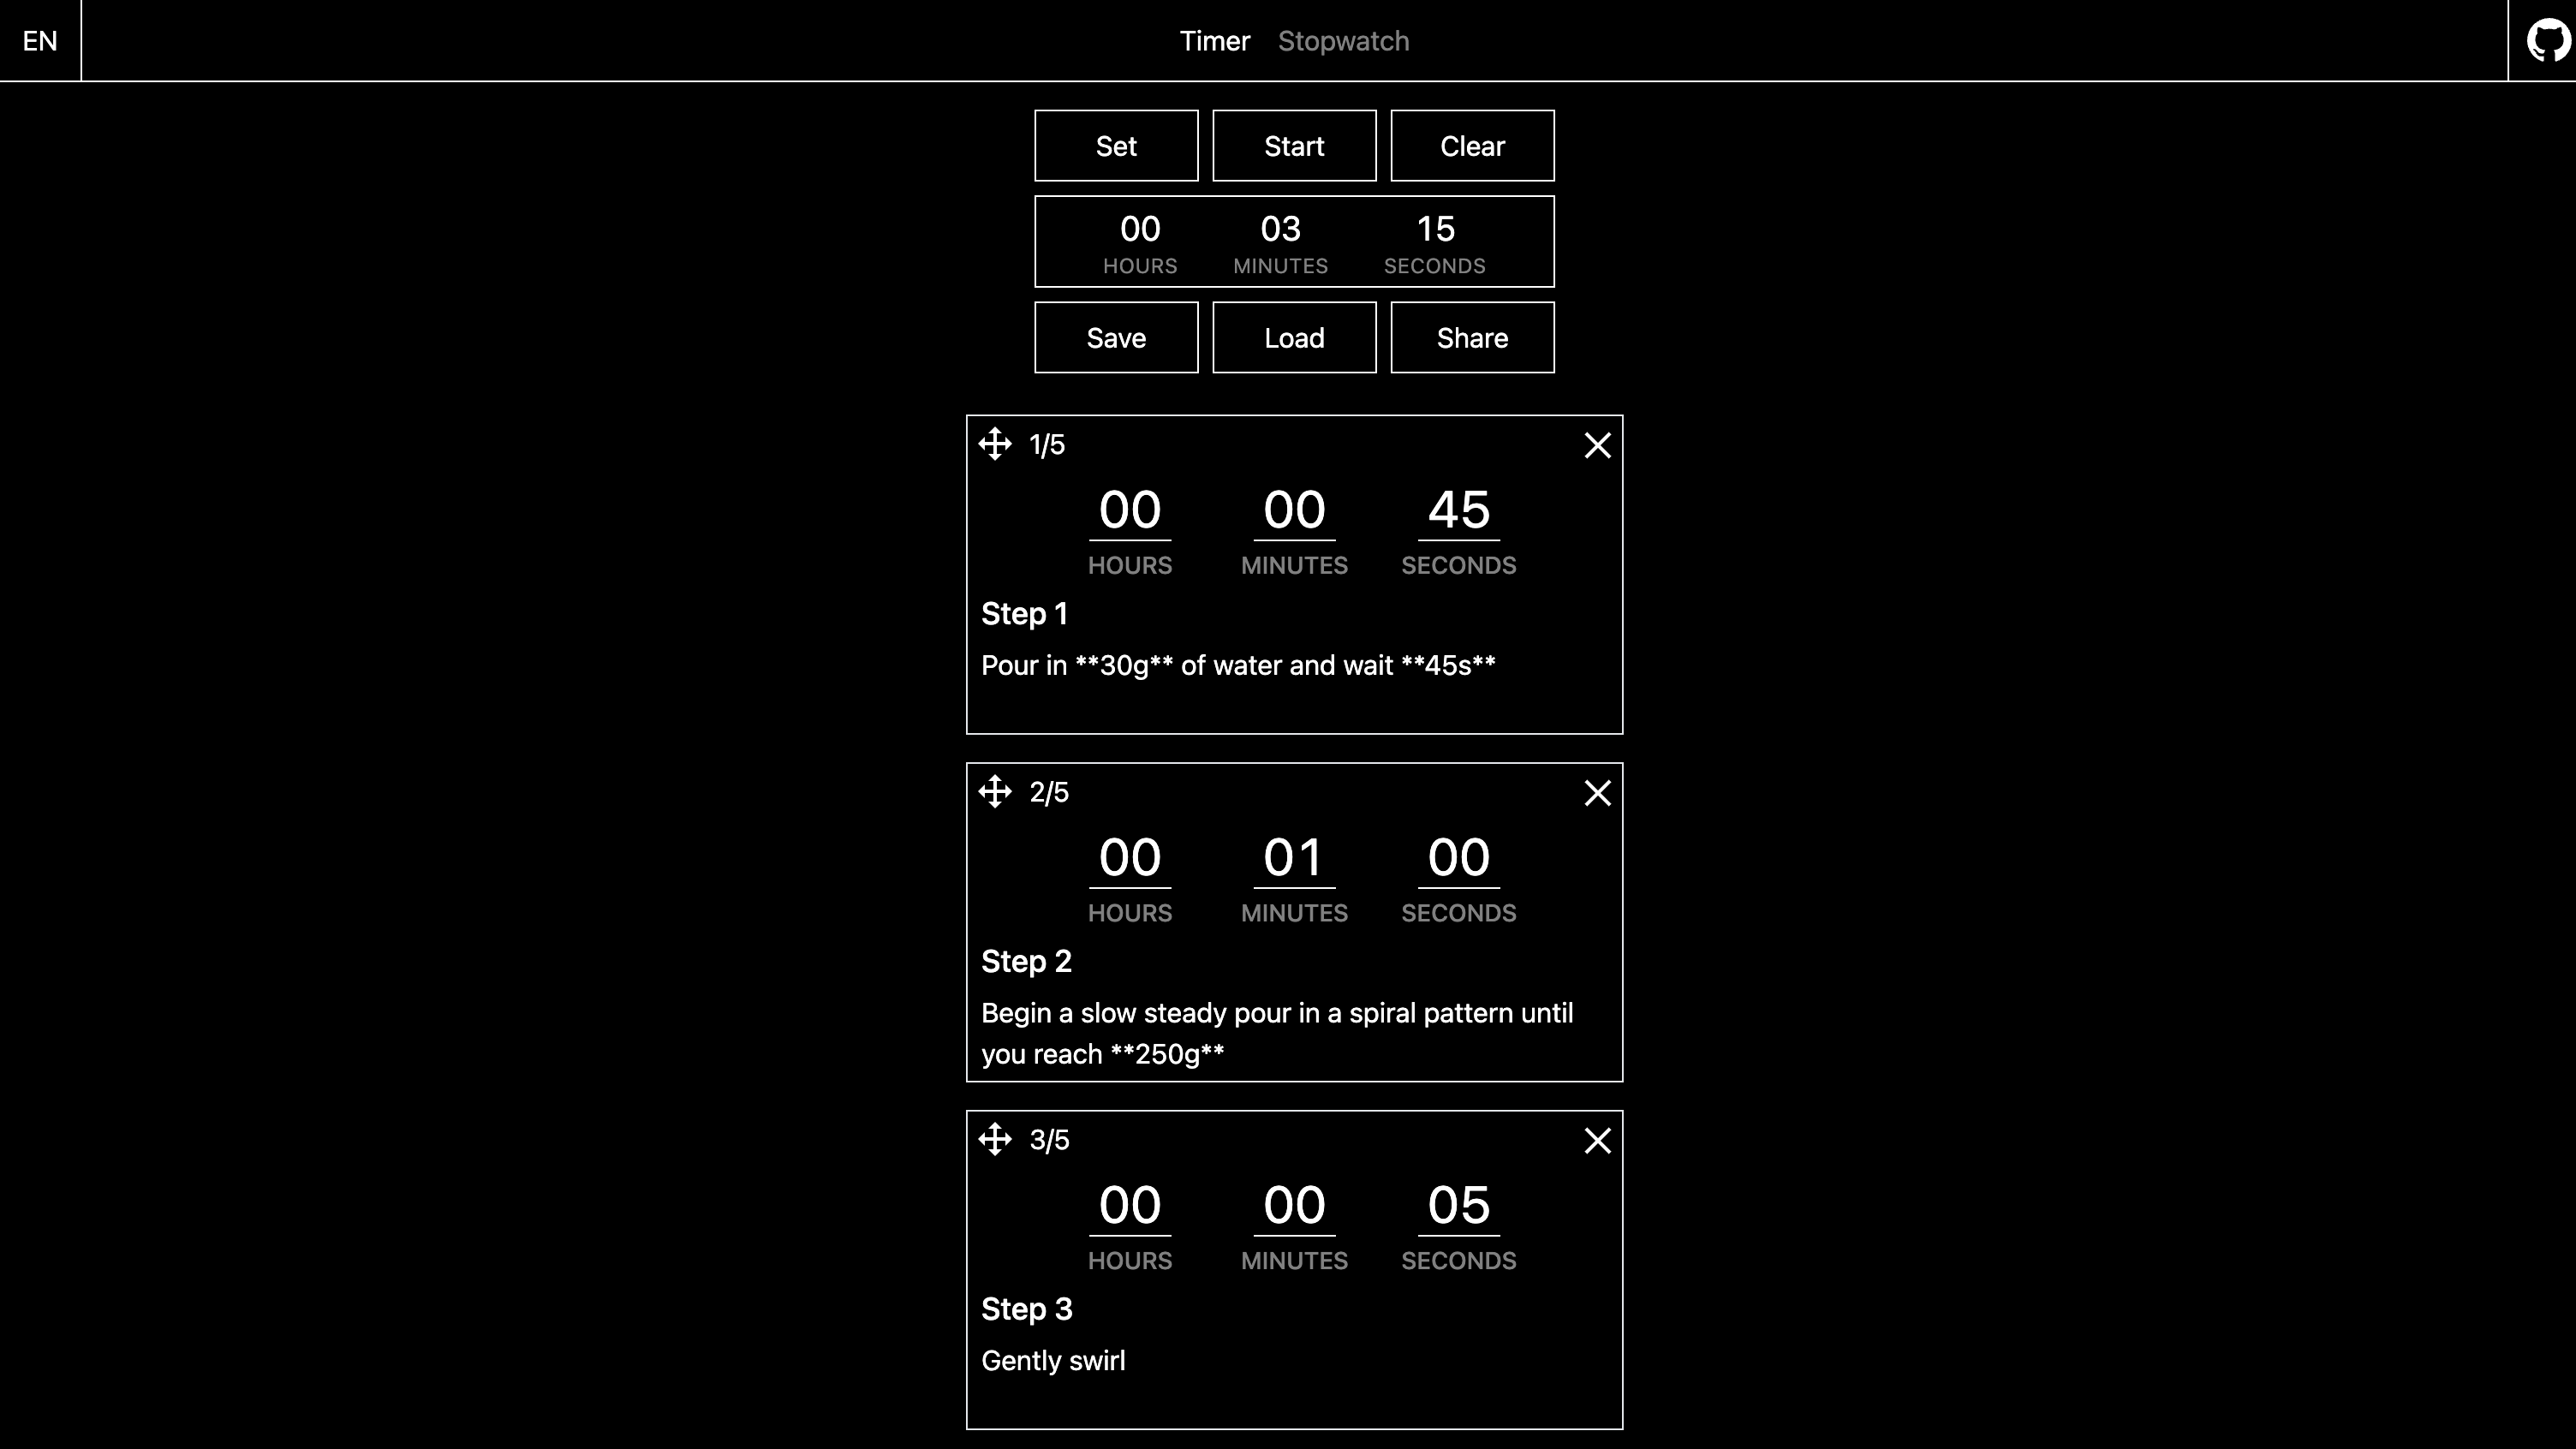 EN
Timer Stopwatch
Set Start Clear
00 03 15
HOURS MINUTES SECONDS
Save Load Share
1/5
00 00 45
HOURS MINUTES SECONDS
Step 1
Pour in **30g** of water and wait **45s**
2/5
00 01 00
HOURS MINUTES SECONDS
Step 2
Begin a slow steady pour in a spiral pattern until
you reach **250g**
3/5
00 00 05
HOURS MINUTES SECONDS
Step 3
Gently swirl